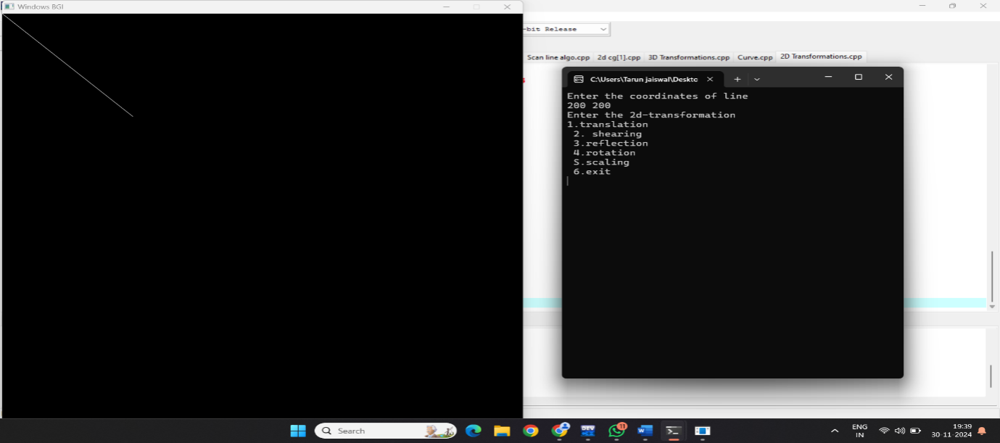 Windows BGI
-bit Release
Scan line algo.cpp 2d cg[1].cpp 3D Transformations.cpp Curve.cpp 2D Transformations.cpp
C:\Users\Tarun jaiswal\Deskto
Enter the coordinates of line
200 200
Enter the 2d-transformation
1.translation
2. shearing
3.reflection
4.rotation
S.scaling
6.exit
Search
DEV
11
W
ENG
IN
19:39
30-11-2024